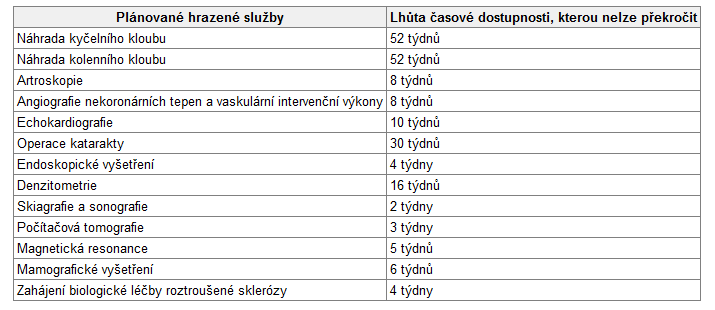 Plánované hrazené služby Lhůta časové dostupnosti, kterou nelze překročit
Náhrada kyčelního kloubu 52 týdnů
Náhrada kolenního kloubu 52 týdnů
Artroskopie 8 týdnů
Angiografie nekoronárních tepen a vaskulární intervenční výkony 8 týdnů
Echokardiografie 10 týdnů
Operace katarakty 30 týdnů
Endoskopické vyšetření 4 týdny
Denzitometrie 16 týdnů
Skiagrafie a sonografie 2 týdny
Počítačová tomografie 3 týdny
Magnetická resonance 5 týdnů
Mamografické vyšetření 6 týdnů
Zahájení biologické léčby roztroušené sklerózy 4 týdny